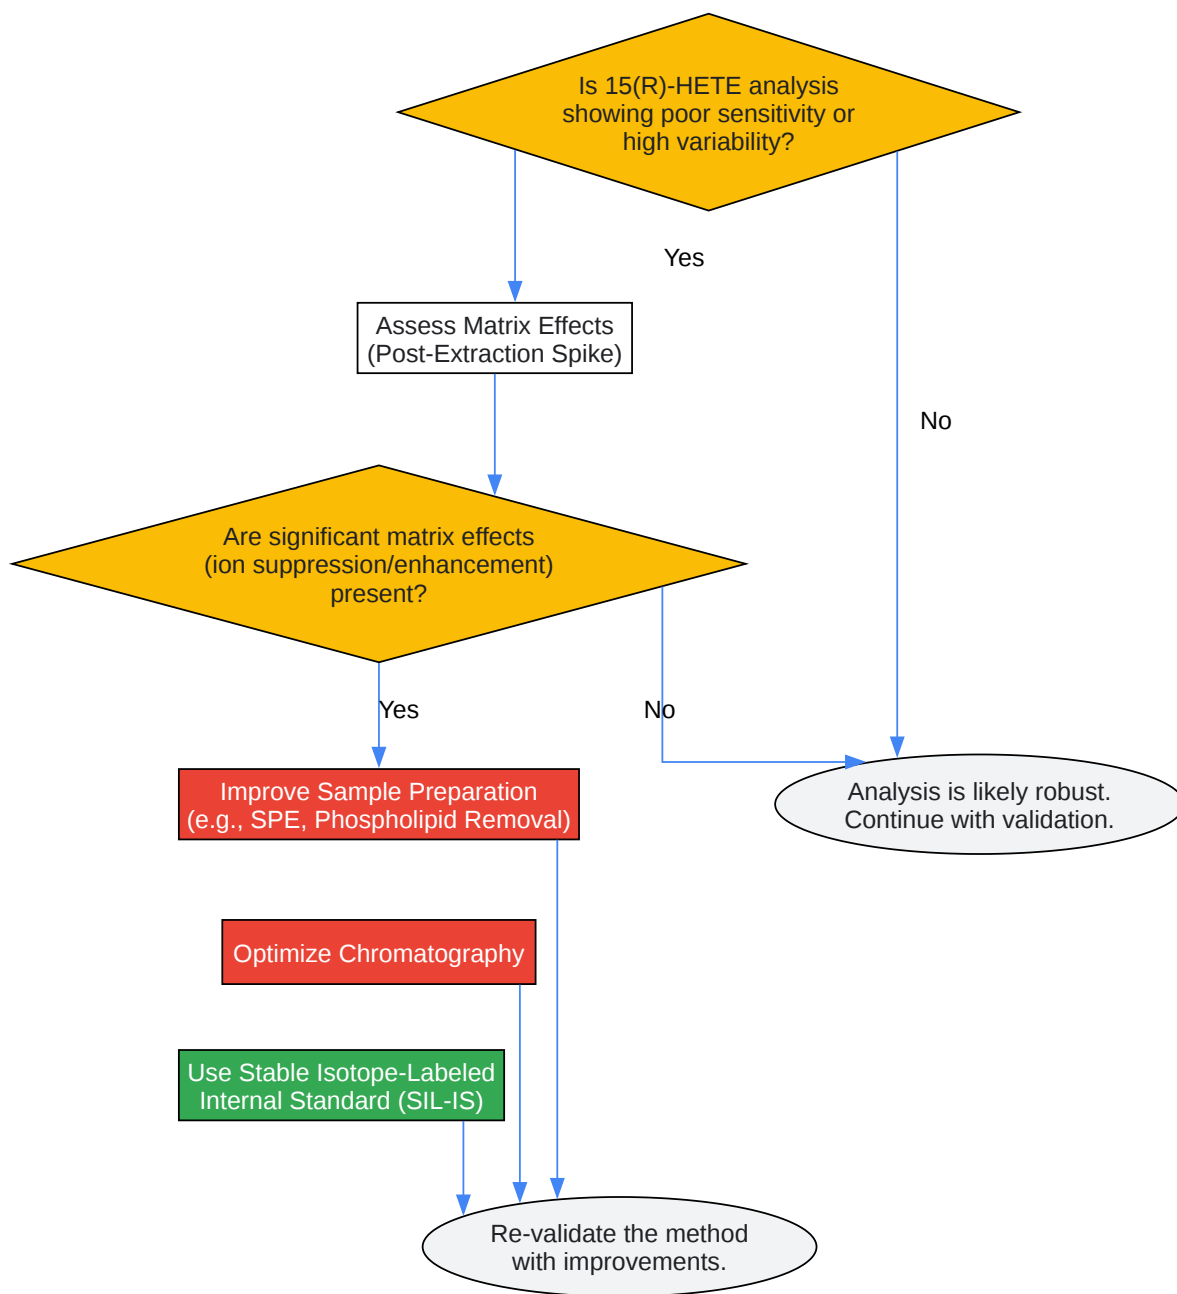 Is 15(R)-HETE analysis
showing poor sensitivity or
high variability?
Yes
Assess Matrix Effects
(Post-Extraction Spike)
No
Are significant matrix effects
(ion suppression/enhancement)
present?
Yes
No
Improve Sample Preparation
(e.g., SPE, Phospholipid Removal)
Analysis is likely robust.
Continue with validation.
Optimize Chromatography
Use Stable Isotope-Labeled
Internal Standard (SIL-IS)
Re-validate the method
with improvements.